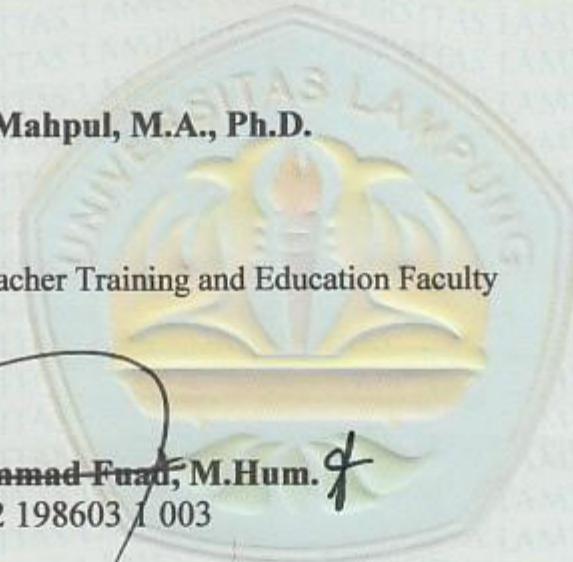 Mahpul, M.A., Ph.D.
UNIVERSITAS LAMPUNG
acher Training and Education Faculty
amad Fuad, M.Hum.
2 198603 1 003